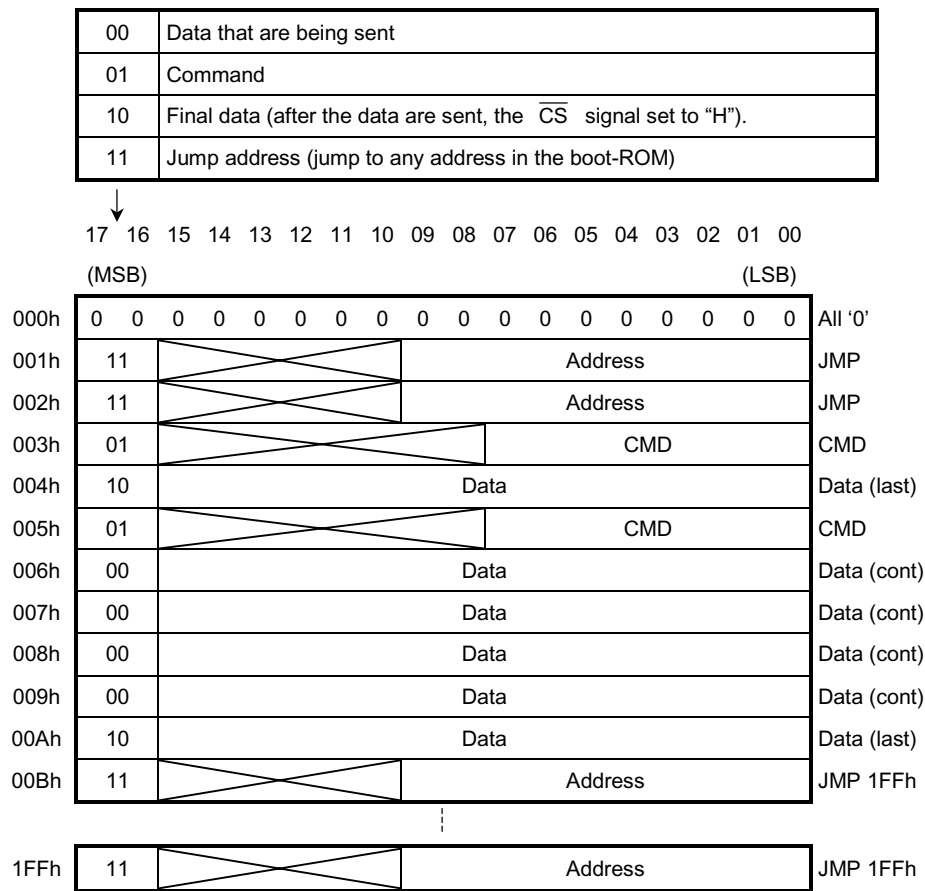 00 Data that are being sent
01 Command
10 Final data (after the data are sent, the CS signal set to “H”).
11 Jump address (jump to any address in the boot-ROM)
17 16 15 14 13 12 11 10 09 08 07 06 05 04 03 02 01 00
(MSB) (LSB)
000h 0 0 0 0 0 0 0 0 0 0 0 0 0 0 0 0 0 0 All ‘0’
001h 11 Address JMP
002h 11 Address JMP
003h 01 CMD CMD
004h 10 Data Data (last)
005h 01 CMD CMD
006h 00 Data Data (cont)
007h 00 Data Data (cont)
008h 00 Data Data (cont)
009h 00 Data Data (cont)
00Ah 10 Data Data (last)
00Bh 11 Address JMP 1FFh
1FFh 11 Address JMP 1FFh